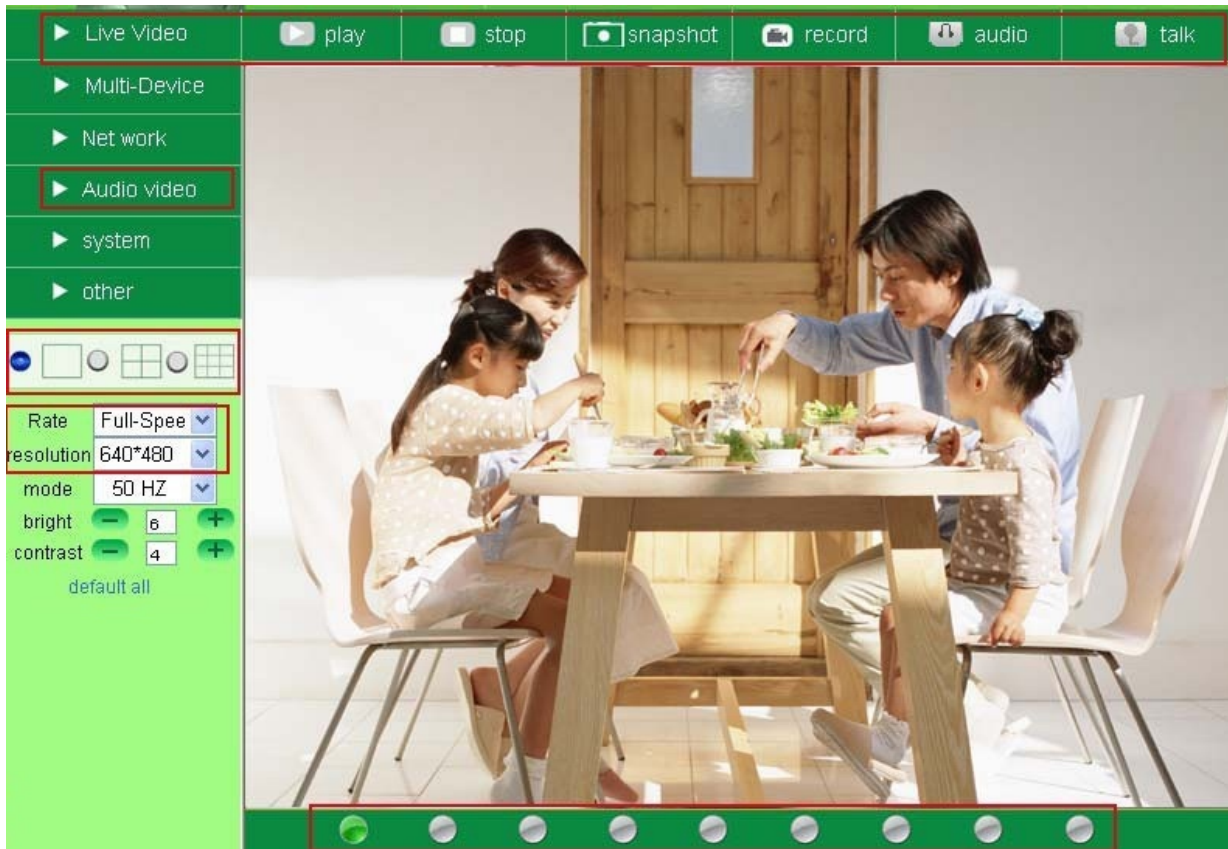 Live Video play stop snapshot record audio talk
Multi-Device
Net work
Audio video
system
other
Rate Full-Spee
resolution 640*480
mode 50 HZ
bright 6
contrast 4
default all